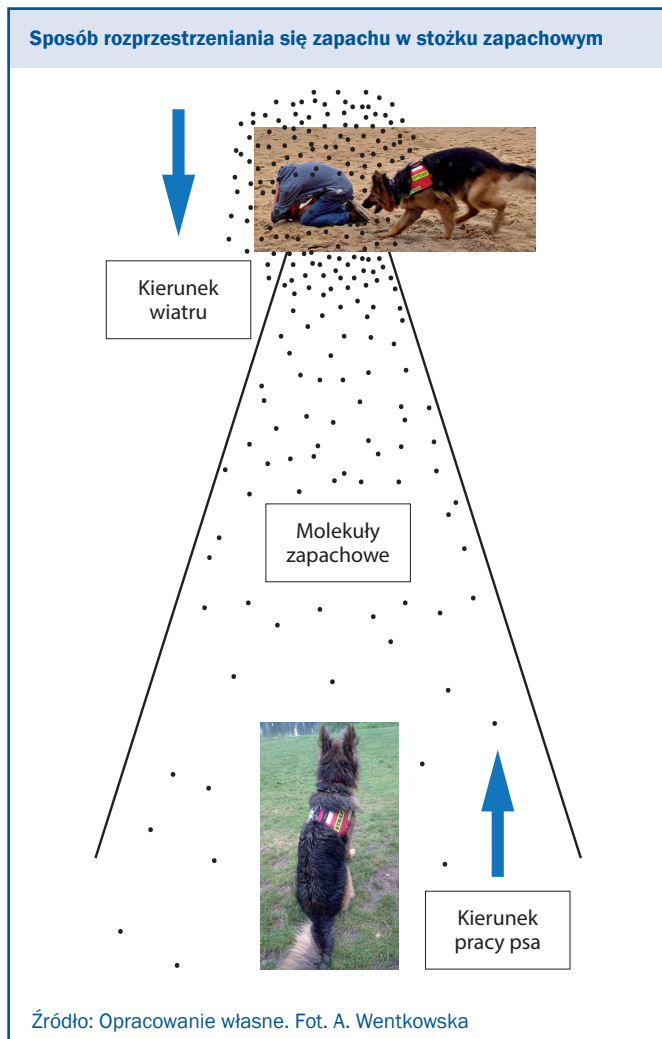 Sposób rozprzestrzeniania się zapachu w stożku zapachowym
Kierunek
wiatru
Molekuły
zapachowe
Kierunek
pracy psa
Źródło: Opracowanie własne. Fot. A. Wentkowska